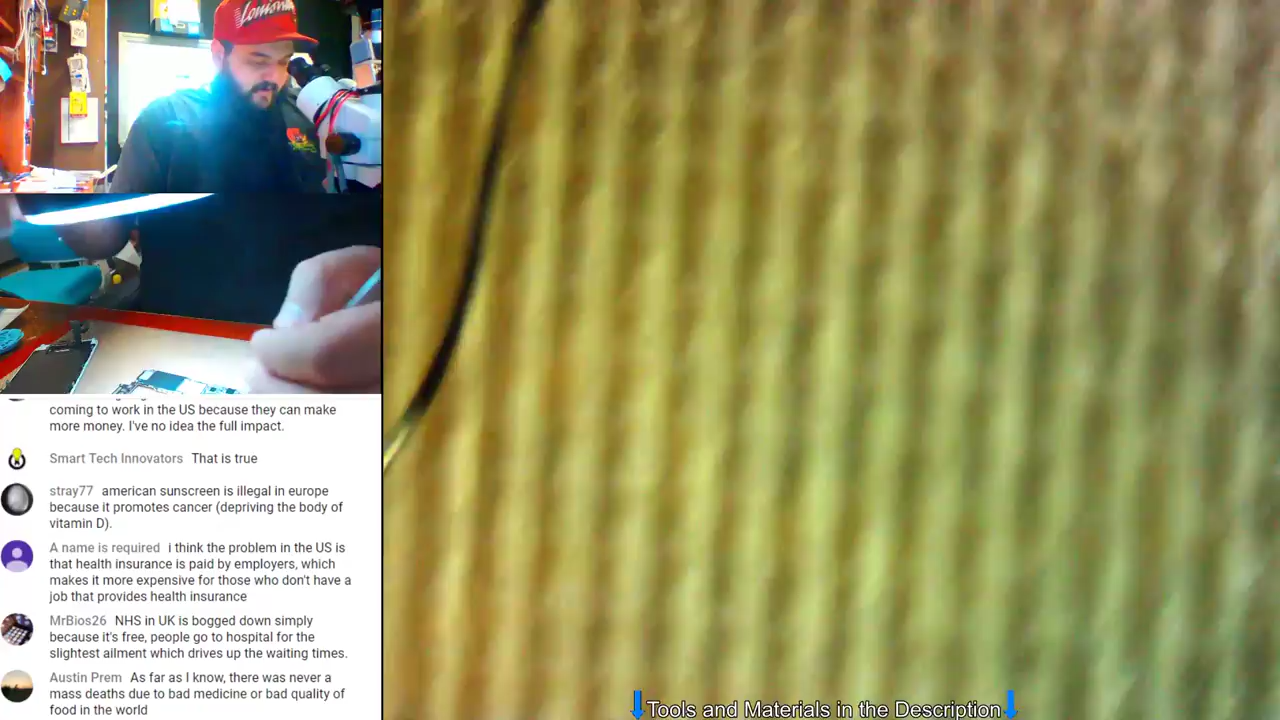 Louisville
coming to work in the US because they can make
more money. I've no idea the full impact.
Smart Tech Innovators That is true
stray77 american sunscreen is illegal in europe
because it promotes cancer (depriving the body of
vitamin D).
A name is required i think the problem in the US is
that health insurance is paid by employers, which
makes it more expensive for those who don't have a
job that provides health insurance
MrBios26 NHS in UK is bogged down simply
because it's free, people go to hospital for the
slightest ailment which drives up the waiting times.
Austin Prem As far as I know, there was never a
mass deaths due to bad medicine or bad quality of
food in the world
Tools and Materials in the Description